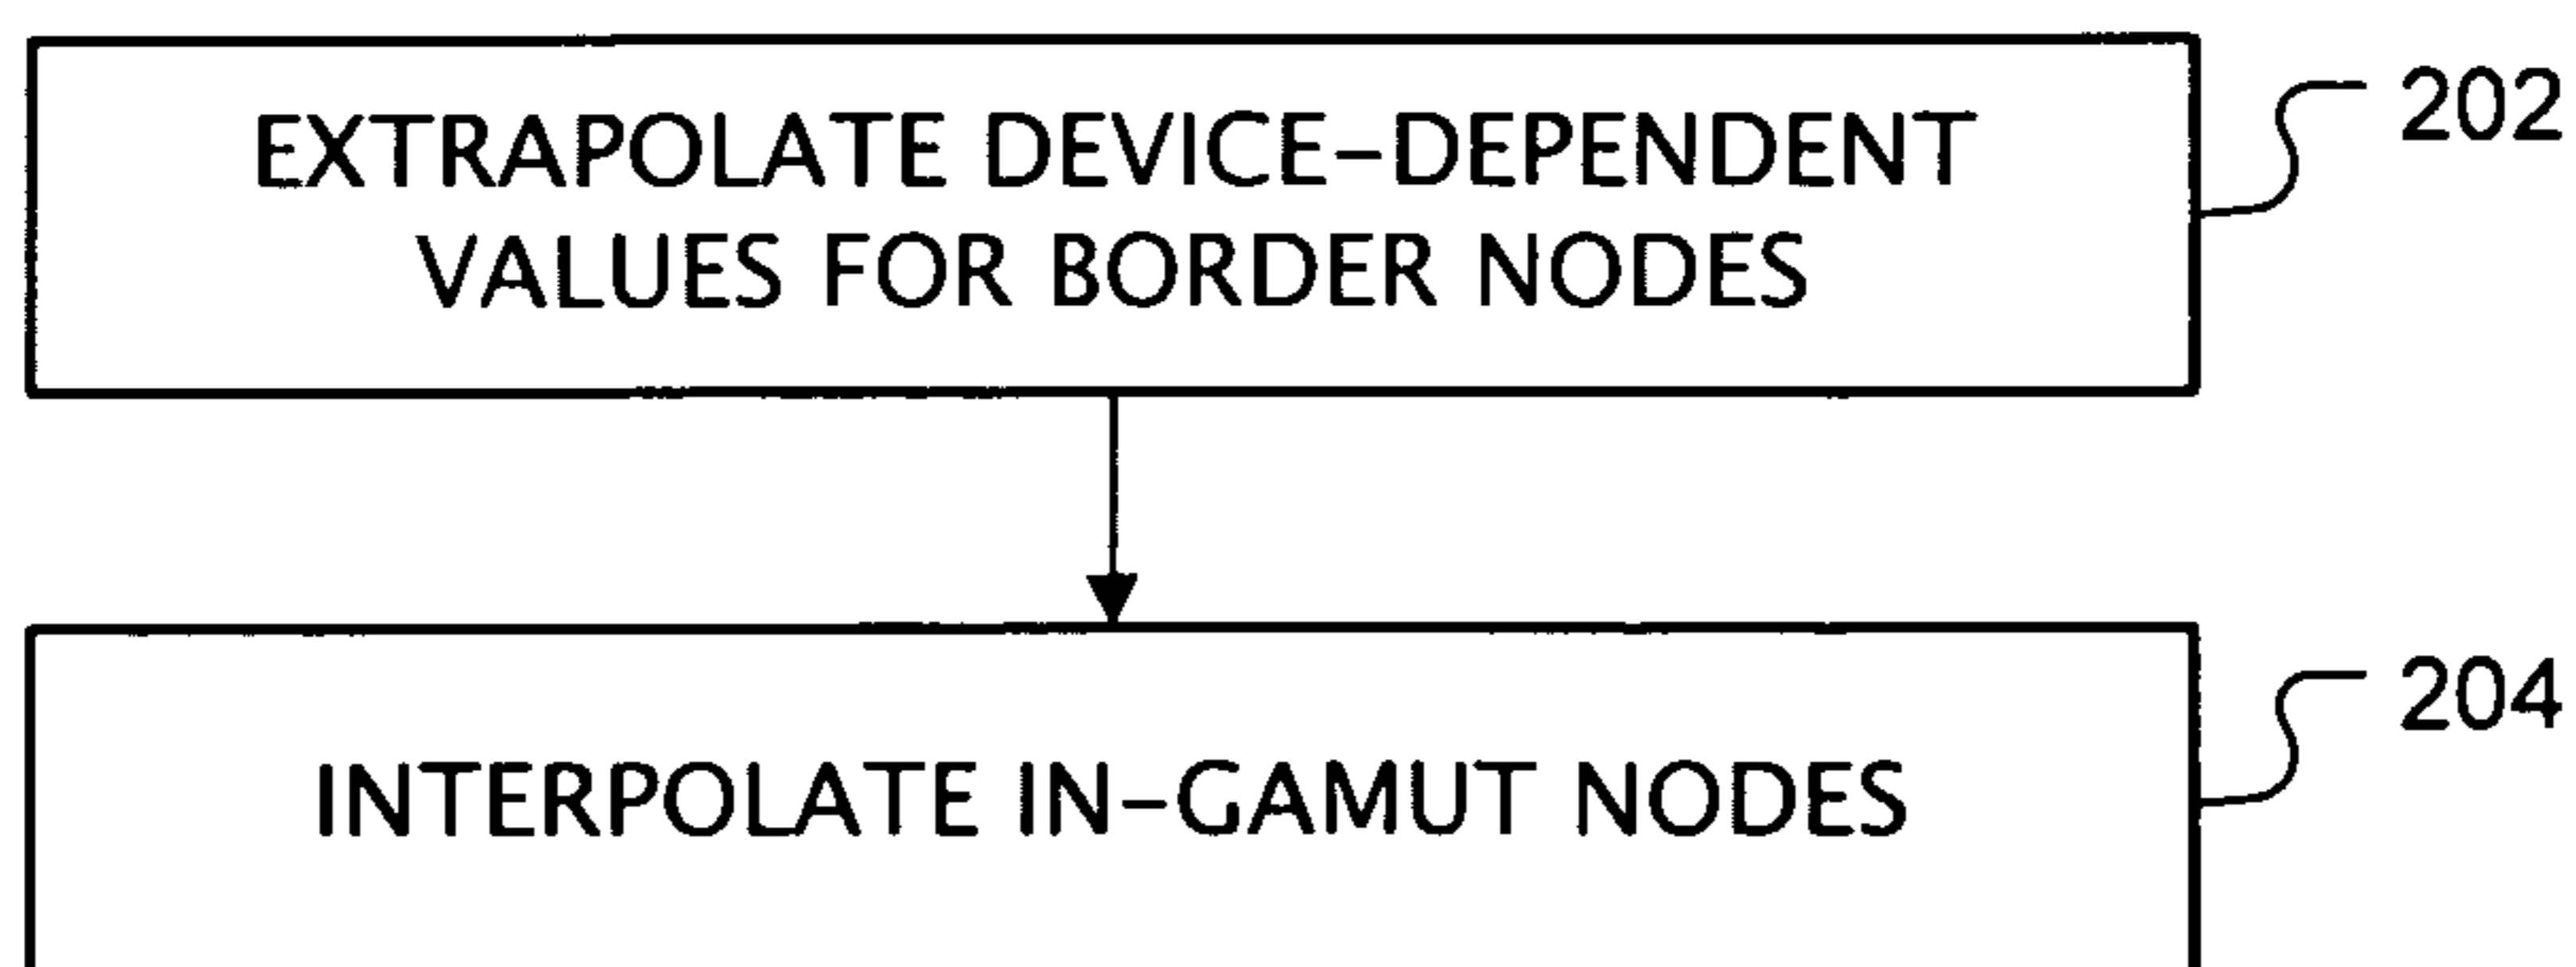 EXTRAPOLATE DEVICE-DEPENDENT
VALUES FOR BORDER NODES
202
INTERPOLATE IN-GAMUT NODES
204